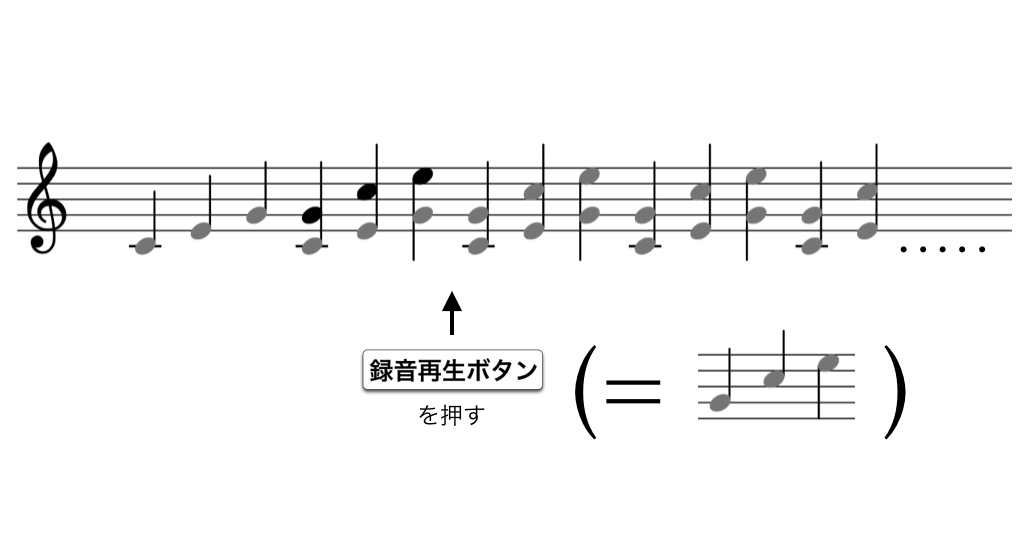 録音再生ボタン
を押す
( = )